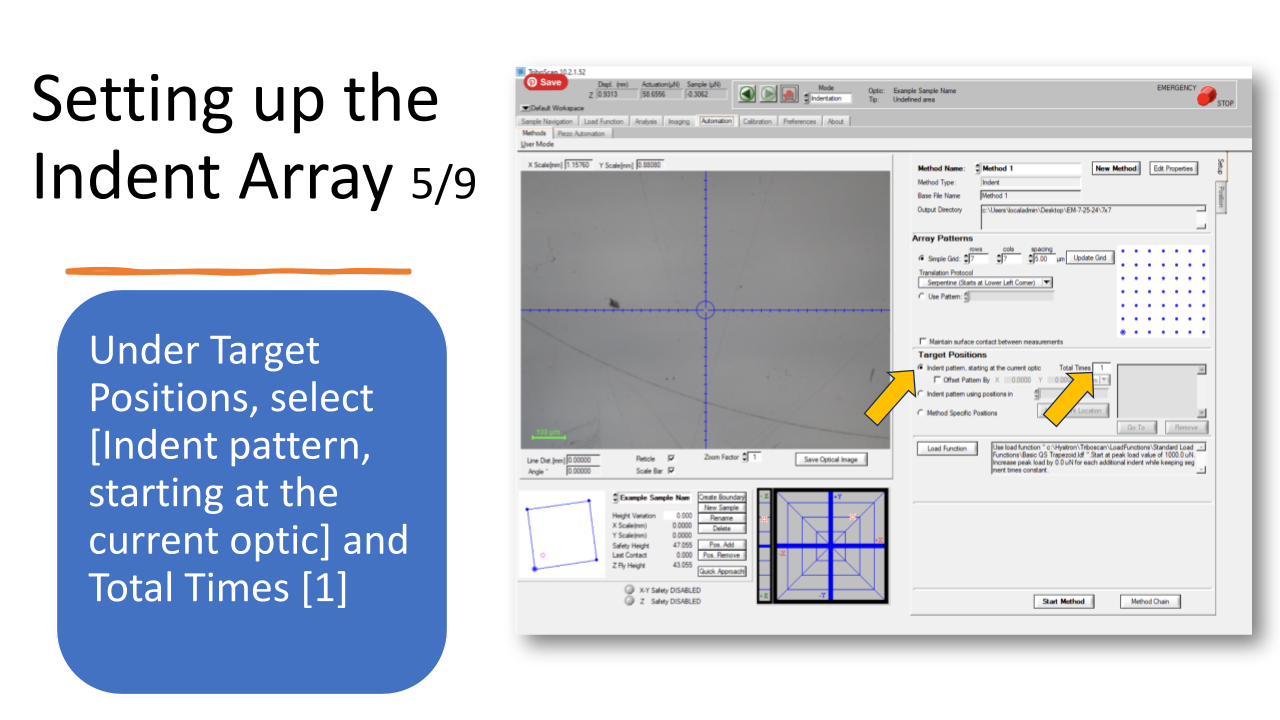 Setting up the
Indent Array 5/9
Under Target
Positions, select
[Indent pattern,
starting at the
current optic] and
Total Times [1]
TriboScan 10.2.1.52
Save
Displ. (nm) Actuation(µN) Sample (µN)
Z 0.9313 58.6556 -0.3062
Mode
Indentation
Optic: Example Sample Name
Tip: Undefined area
EMERGENCY
STOP
Default Workspace
Sample Navigation Load Function Analysis Imaging Automation Calibration Preferences About
Methods Piezo Automation
User Mode
X Scale[mm] 1.15760 Y Scale[mm] 0.88080
100 µm
Line Dist.[mm] 0.00000 Reticle Zoom Factor 1 Save Optical Image
Angle ° 0.00000 Scale Bar
Example Sample Nam
Height Variation 0.000
X Scale(mm) 0.0000
Y Scale(mm) 0.0000
Safety Height 47.055
Last Contact 0.000
Z Fly Height 43.055
Create Boundary
New Sample
Rename
Delete
Pos. Add
Pos. Remove
Quick Approach
-Z
+Z
+Y
-X
+X
-Y
X-Y Safety DISABLED
Z Safety DISABLED
Method Name: Method 1 New Method Edit Properties
Method Type: Indent
Base File Name Method 1
Output Directory c:\Users\localadmin\Desktop\EM-7-25-24\7x7
Setup
Position
Array Patterns
rows cols spacing
Simple Grid: 7 7 5.00 µm Update Grid
Translation Protocol
Serpentine (Starts at Lower Left Corner)
Use Pattern:
Maintain surface contact between measurements
Target Positions
Indent pattern, starting at the current optic Total Times 1
Offset Pattern By X 0.0000 Y 0.000
Indent pattern using positions in
Method Specific Positions Location
Go To Remove
Load Function
Use load function " c:\Hysitron\Triboscan\LoadFunctions\Standard Load
Functions\Basic QS Trapezoid.ldf ".Start at peak load value of 1000.0 uN.
Increase peak load by 0.0 uN for each additional indent while keeping seg
ment times constant.
Start Method Method Chain